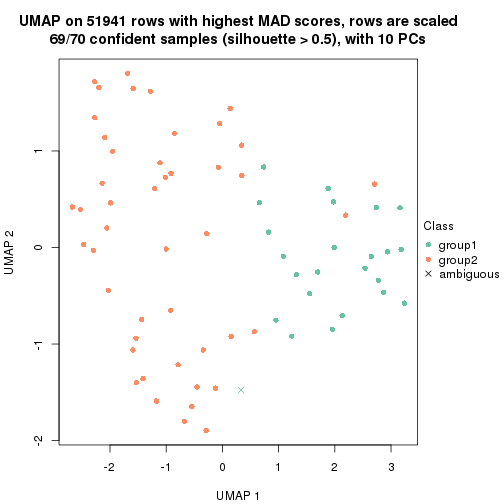 UMAP on 51941 rows with highest MAD scores, rows are scaled
69/70 confident samples (silhouette > 0.5), with 10 PCs
UMAP 2
1
0
-1
-2
-2
-1
0
1
2
3
UMAP 1
Class
group1
group2
ambiguous